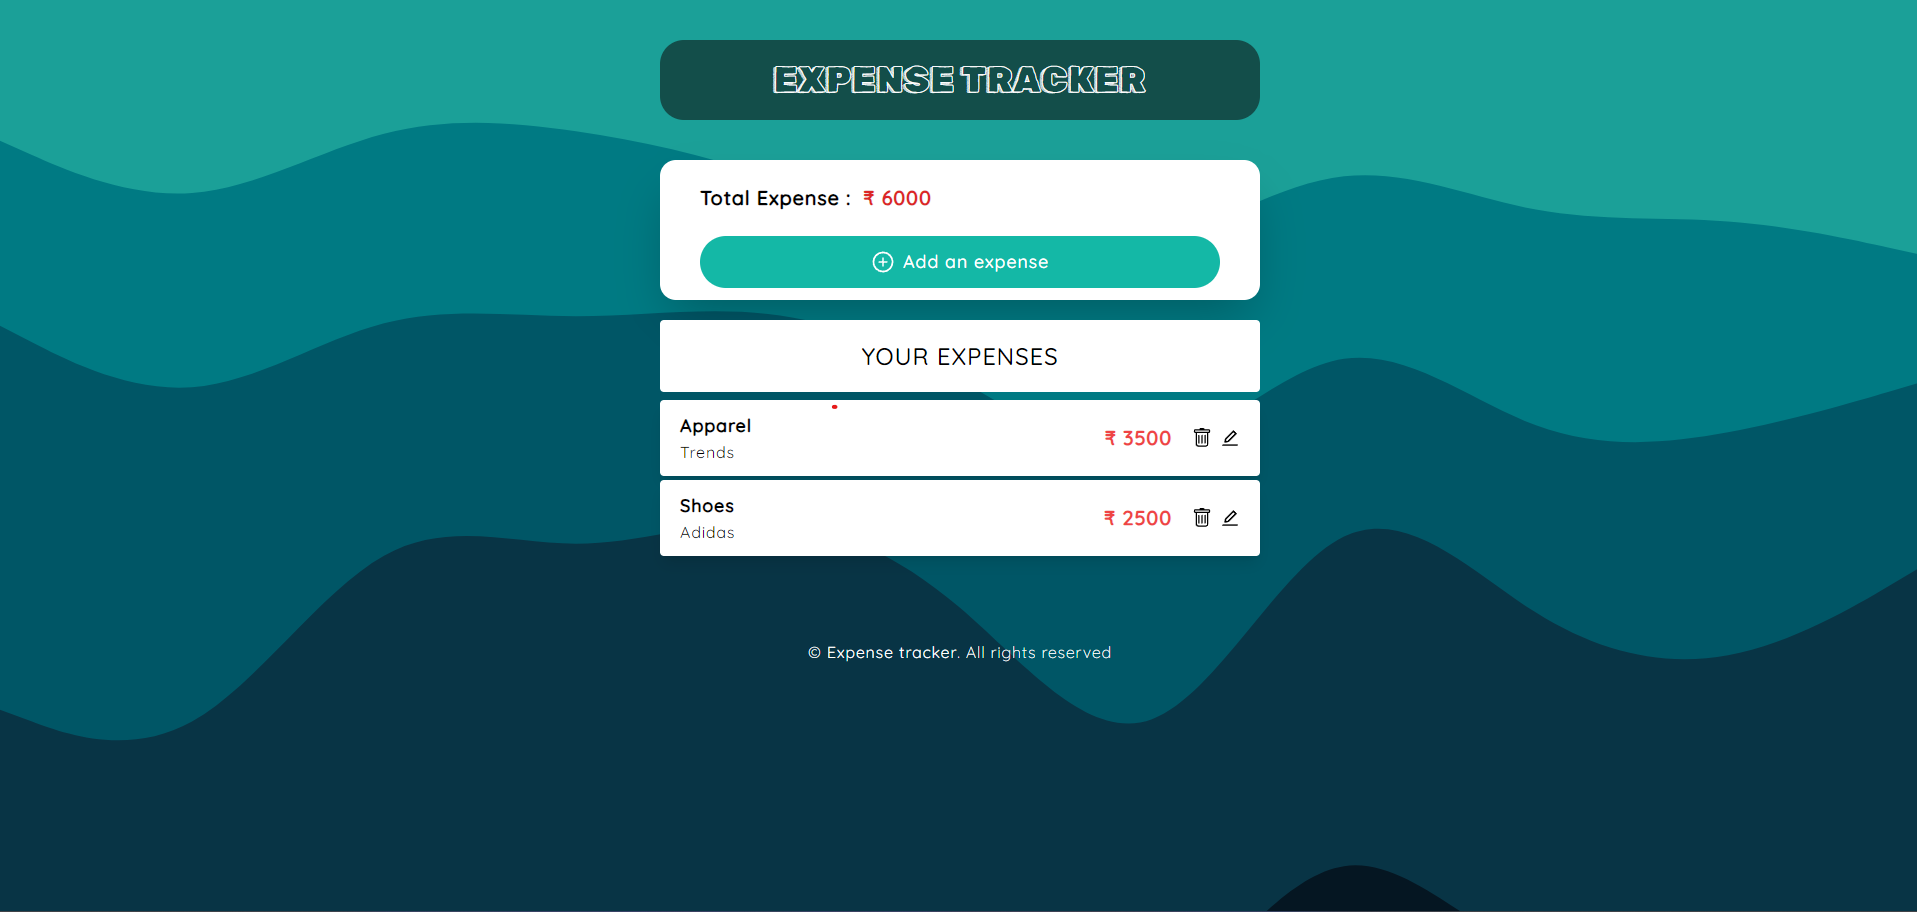 EXPENSE TRACKER
Total Expense : ₹ 6000
Add an expense
YOUR EXPENSES
Apparel
Trends
₹ 3500
Shoes
Adidas
₹ 2500
© Expense tracker. All rights reserved